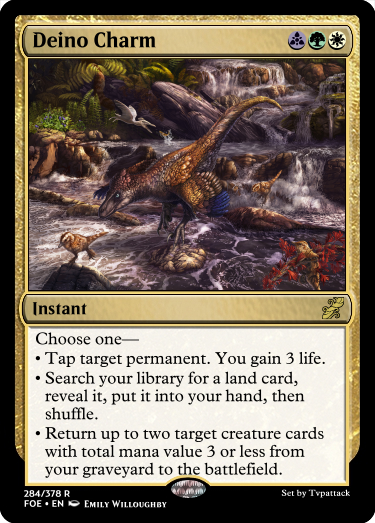 Deino Charm
Instant
Choose one—
• Tap target permanent. You gain 3 life.
• Search your library for a land card,
reveal it, put it into your hand, then
shuffle.
• Return up to two target creature cards
with total mana value 3 or less from
your graveyard to the battlefield.
284/378 R
FOE • EN Emily Willoughby
Set by Tvpattack